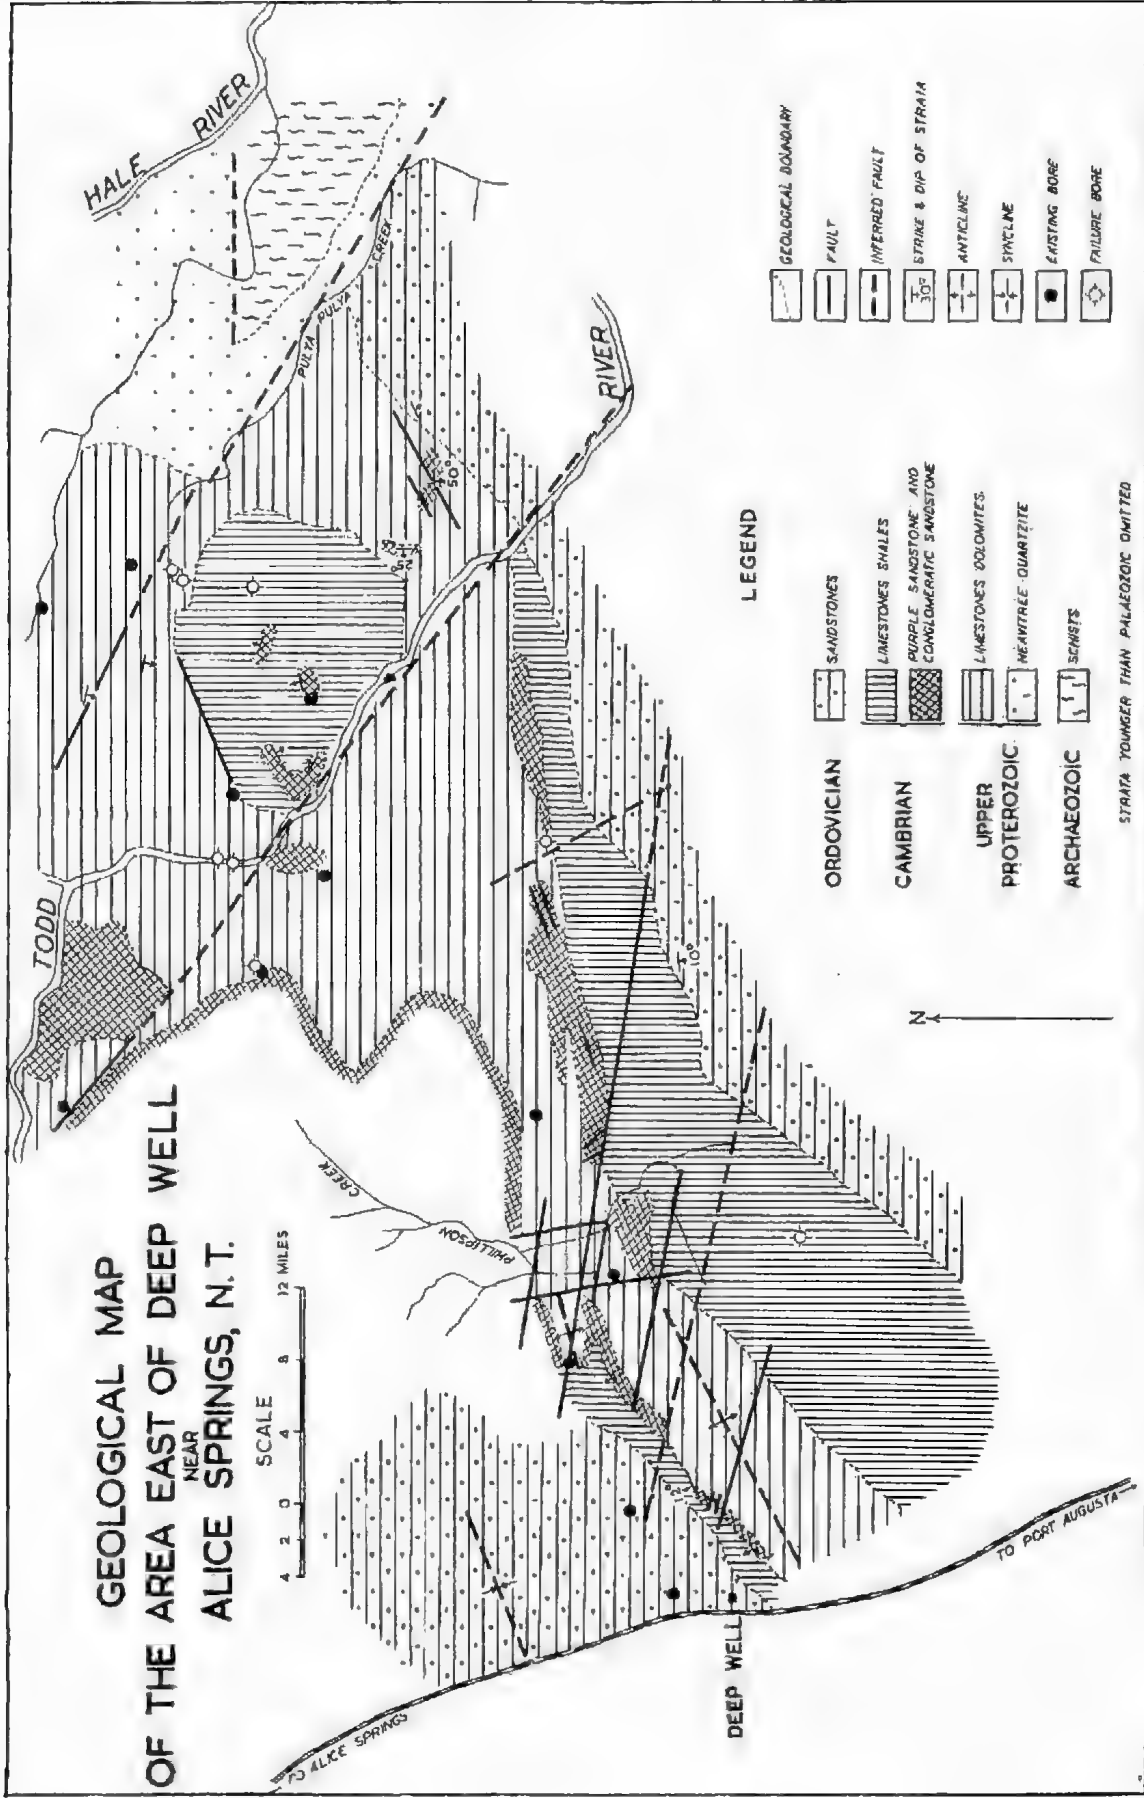 GEOLOGICAL MAP
OF THE AREA EAST OF DEEP WELL
NEAR
ALICE SPRINGS, N.T.
SCALE
4 2 0 4 8 12 MILES
TODD
RIVER
HALE
RIVER
PULYA PULYA
CREEK
PHILLIPSON
CREEK
25°
50°
10°
DEEP WELL
TO ALICE SPRINGS
TO PORT AUGUSTA
N
LEGEND
ORDOVICIAN
SANDSTONES
CAMBRIAN
LIMESTONES SHALES
PURPLE SANDSTONE AND
CONGLOMERATIC SANDSTONE
UPPER
PROTEROZOIC
LIMESTONES DOLOMITES.
HEAVITREE-QUARTZITE
ARCHAEOZOIC
SCHISTS
GEOLOGICAL BOUNDARY
FAULT
INFERRED FAULT
30°
STRIKE & DIP OF STRATA
ANTICLINE
SYNCLINE
EXISTING BORE
FAILURE BORE
STRATA YOUNGER THAN PALAEOZOIC OMITTED